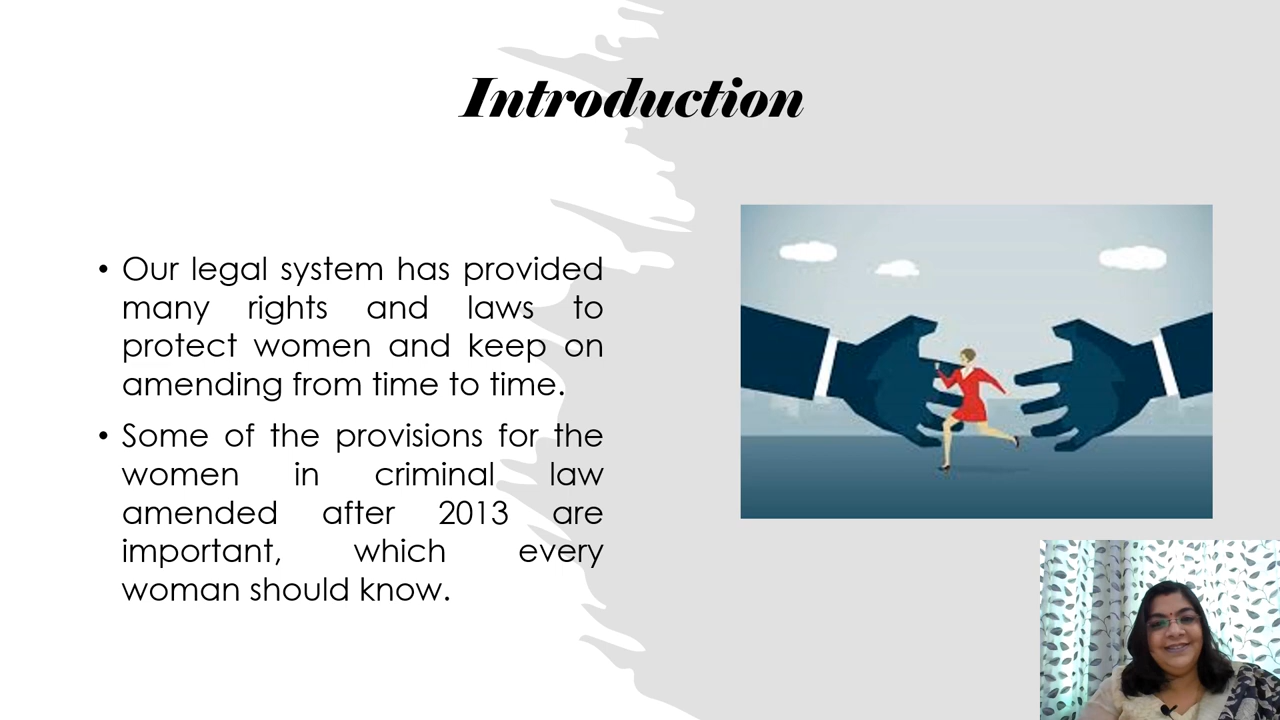 Introduction
• Our legal system has provided
many rights and laws to
protect women and keep on
amending from time to time.
• Some of the provisions for the
women in criminal law
amended after 2013 are
important, which every
woman should know.